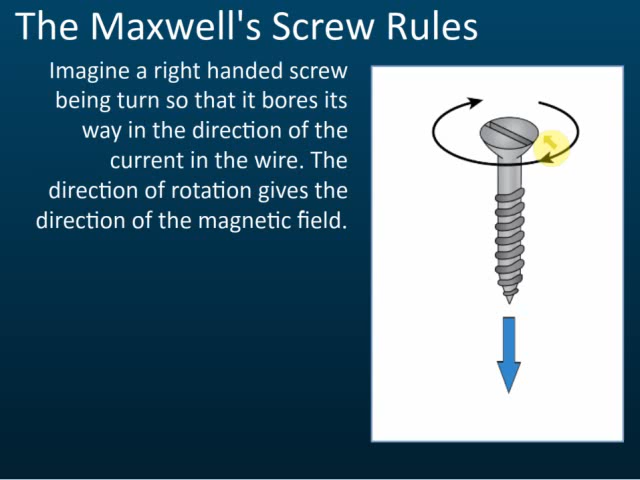 The Maxwell's Screw Rules
Imagine a right handed screw
being turn so that it bores its
way in the direction of the
current in the wire. The
direction of rotation gives the
direction of the magnetic field.